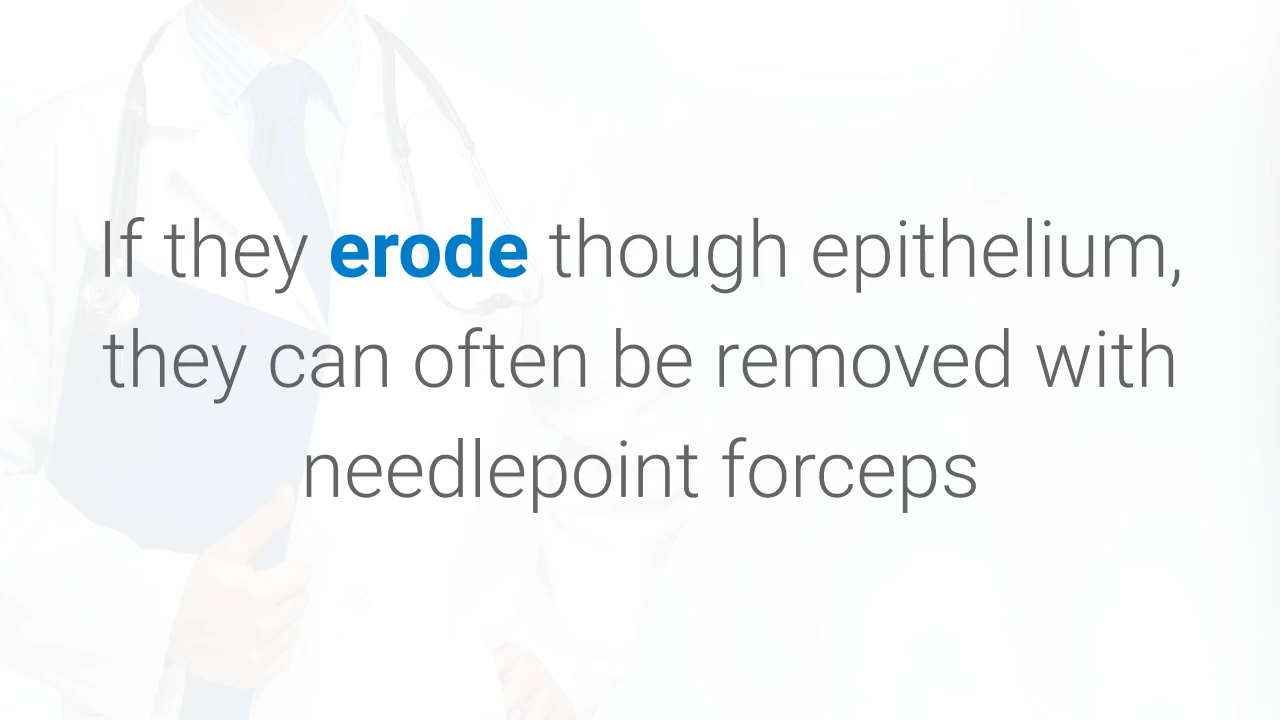 If they erode though epithelium,
they can often be removed with
needlepoint forceps